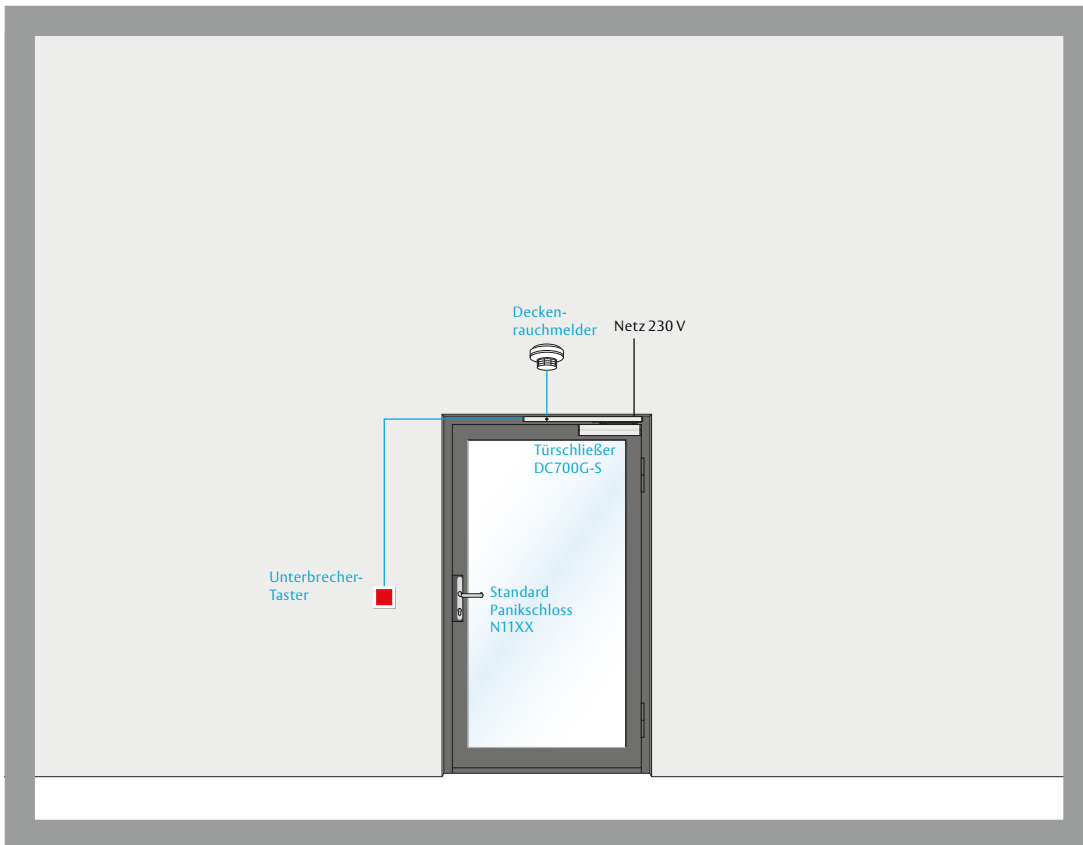 Decken-
rauchmelder
Netz 230 V
Türschließer
DC700G-S
Unterbrecher-
Taster
Standard
Panikschloss
N11XX